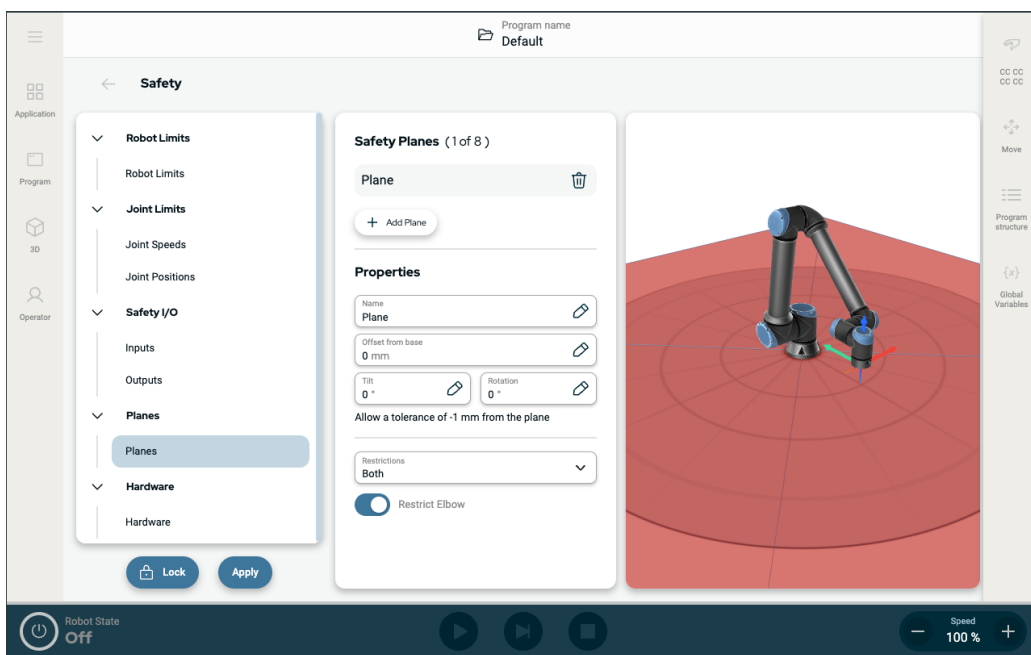 Program name
Default
Application
Program
3D
Operator
Safety
Robot Limits
Robot Limits
Joint Limits
Joint Speeds
Joint Positions
Safety I/O
Inputs
Outputs
Planes
Planes
Hardware
Hardware
Lock
Apply
Safety Planes (1 of 8)
Plane
+ Add Plane
Properties
Name
Plane
Offset from base
0 mm
Tilt
0 °
Rotation
0 °
Allow a tolerance of -1 mm from the plane
Restrictions
Both
Restrict Elbow
CC CC
CC CC
Move
Program
structure
{x}
Global
Variables
Robot State
Off
Speed
100 %